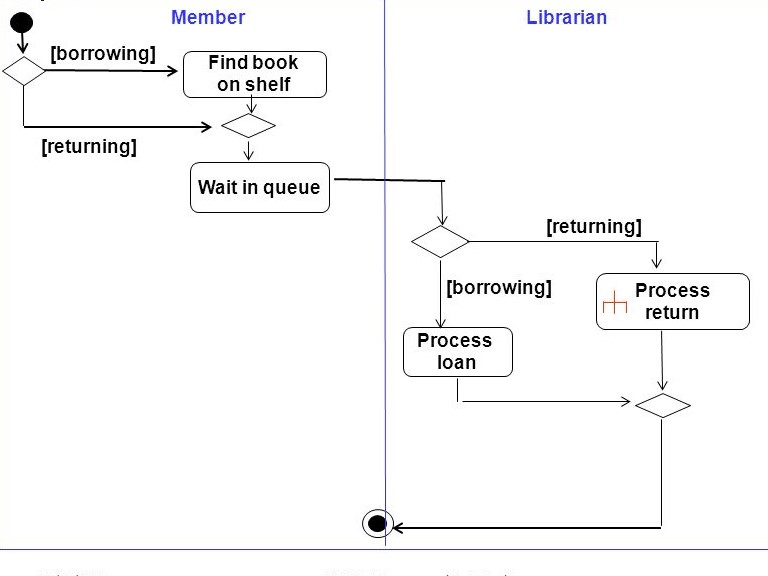 Member
Librarian
[borrowing]
Find book
on shelf
[returning]
Wait in queue
[returning]
[borrowing]
Process
return
Process
loan